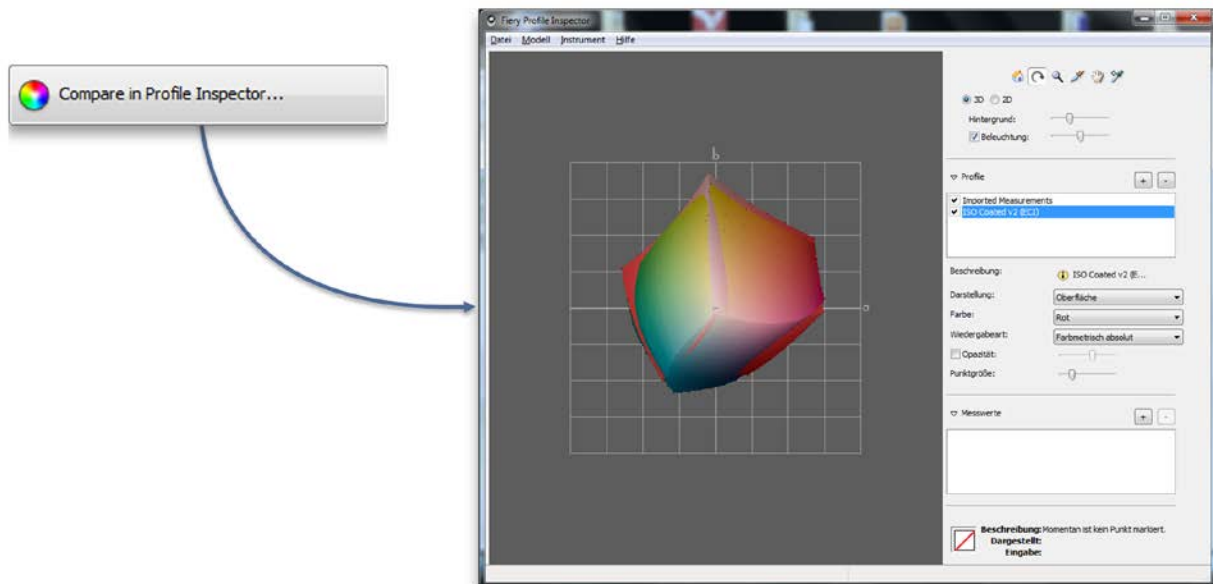 Compare in Profile Inspector...
Fiery Profile Inspector
Datei Modell Instrument Hilfe
3D 2D
Hintergrund:
Beleuchtung:
b
a
Profile
+ -
Imported Measurements
ISO Coated v2 (ECI)
Beschreibung: ISO Coated v2 (E...
Darstellung: Oberfläche
Farbe: Rot
Wiedergabeart: Farbmetrisch absolut
Opazität:
Punktgröße:
Messwerte
+ -
Beschreibung: Momentan ist kein Punkt markiert.
Dargestellt:
Eingabe: